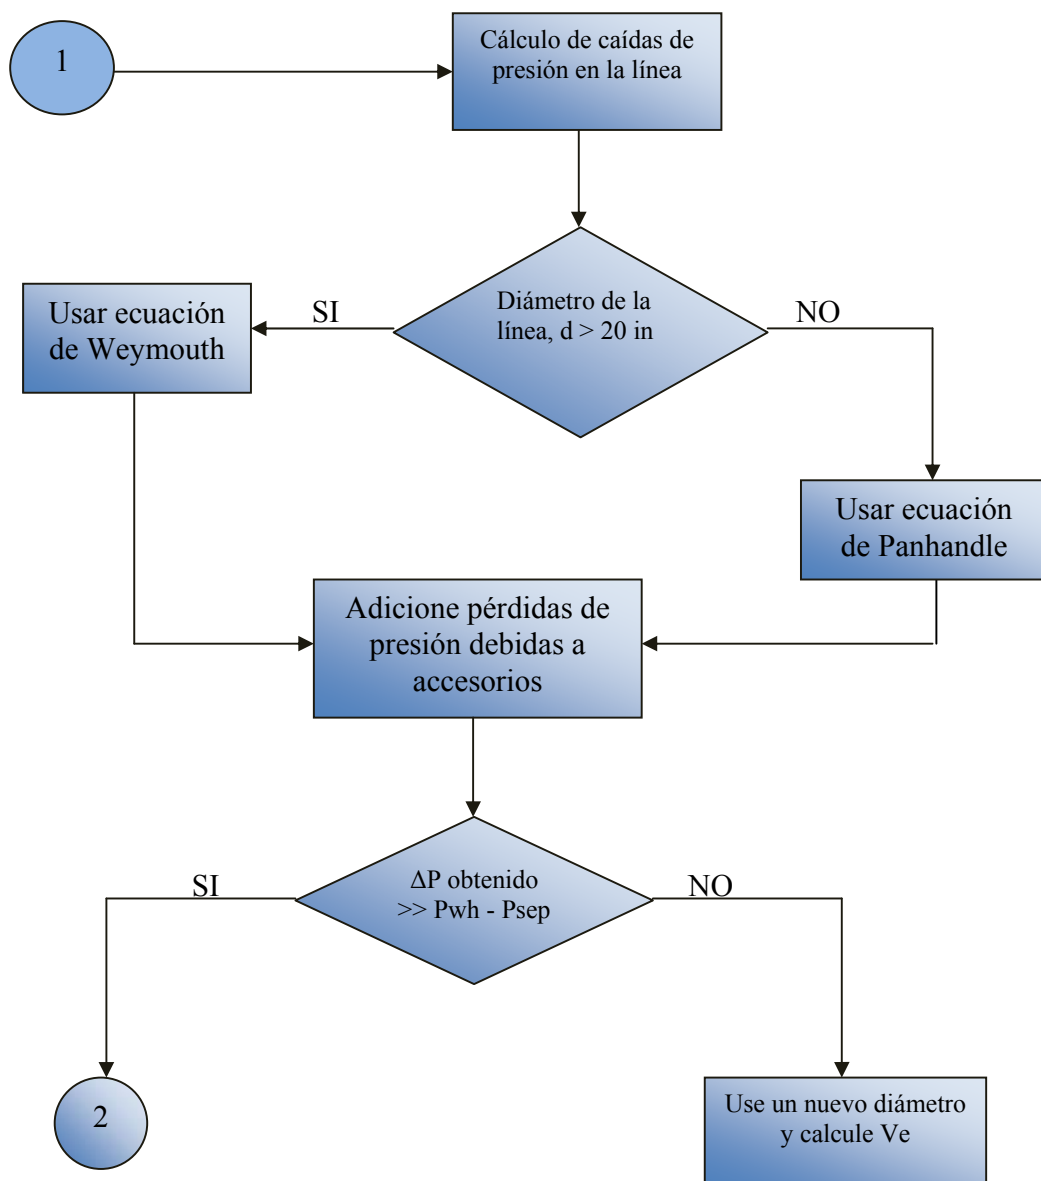 1
Cálculo de caídas de
presión en la línea
Diámetro de la
línea, d > 20 in
SI
NO
Usar ecuación
de Weymouth
Usar ecuación
de Panhandle
Adicione pérdidas de
presión debidas a
accesorios
ΔP obtenido
>> Pwh - Psep
SI
NO
2
Use un nuevo diámetro
y calcule Ve